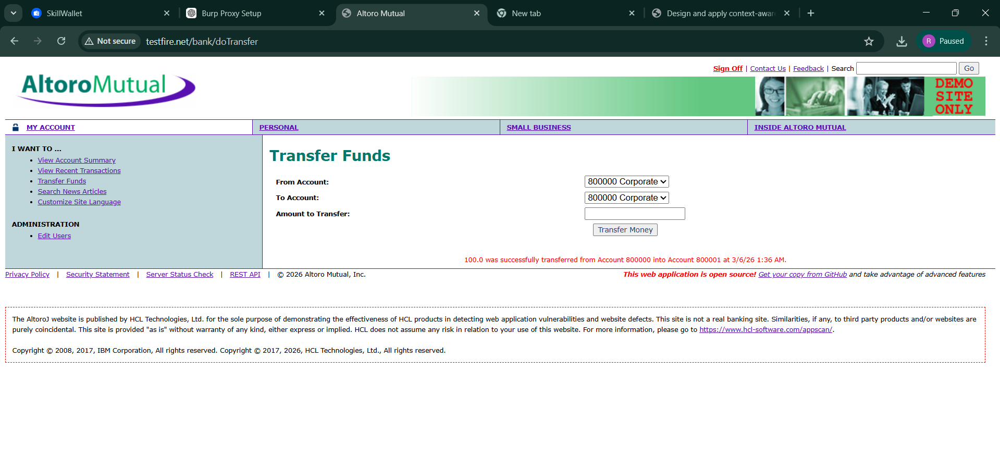 SkillWallet
Burp Proxy Setup
Altoro Mutual
New tab
Design and apply context-awar
Not secure
testfire.net/bank/doTransfer
R
Paused
Sign Off | Contact Us | Feedback | Search
Go
AltoroMutual
DEMO
SITE
ONLY
MY ACCOUNT
PERSONAL
SMALL BUSINESS
INSIDE ALTORO MUTUAL
I WANT TO ...
• View Account Summary
• View Recent Transactions
• Transfer Funds
• Search News Articles
• Customize Site Language
ADMINISTRATION
• Edit Users
Transfer Funds
From Account:
800000 Corporate
To Account:
800000 Corporate
Amount to Transfer:
Transfer Money
100.0 was successfully transferred from Account 800000 into Account 800001 at 3/6/26 1:36 AM.
Privacy Policy | Security Statement | Server Status Check | REST API | © 2026 Altoro Mutual, Inc.
This web application is open source! Get your copy from GitHub and take advantage of advanced features
The AltoroJ website is published by HCL Technologies, Ltd. for the sole purpose of demonstrating the effectiveness of HCL products in detecting web application vulnerabilities and website defects. This site is not a real banking site. Similarities, if any, to third party products and/or websites are
purely coincidental. This site is provided "as is" without warranty of any kind, either express or implied. HCL does not assume any risk in relation to your use of this website. For more information, please go to https://www.hcl-software.com/appscan/.
Copyright © 2008, 2017, IBM Corporation, All rights reserved. Copyright © 2017, 2026, HCL Technologies, Ltd., All rights reserved.